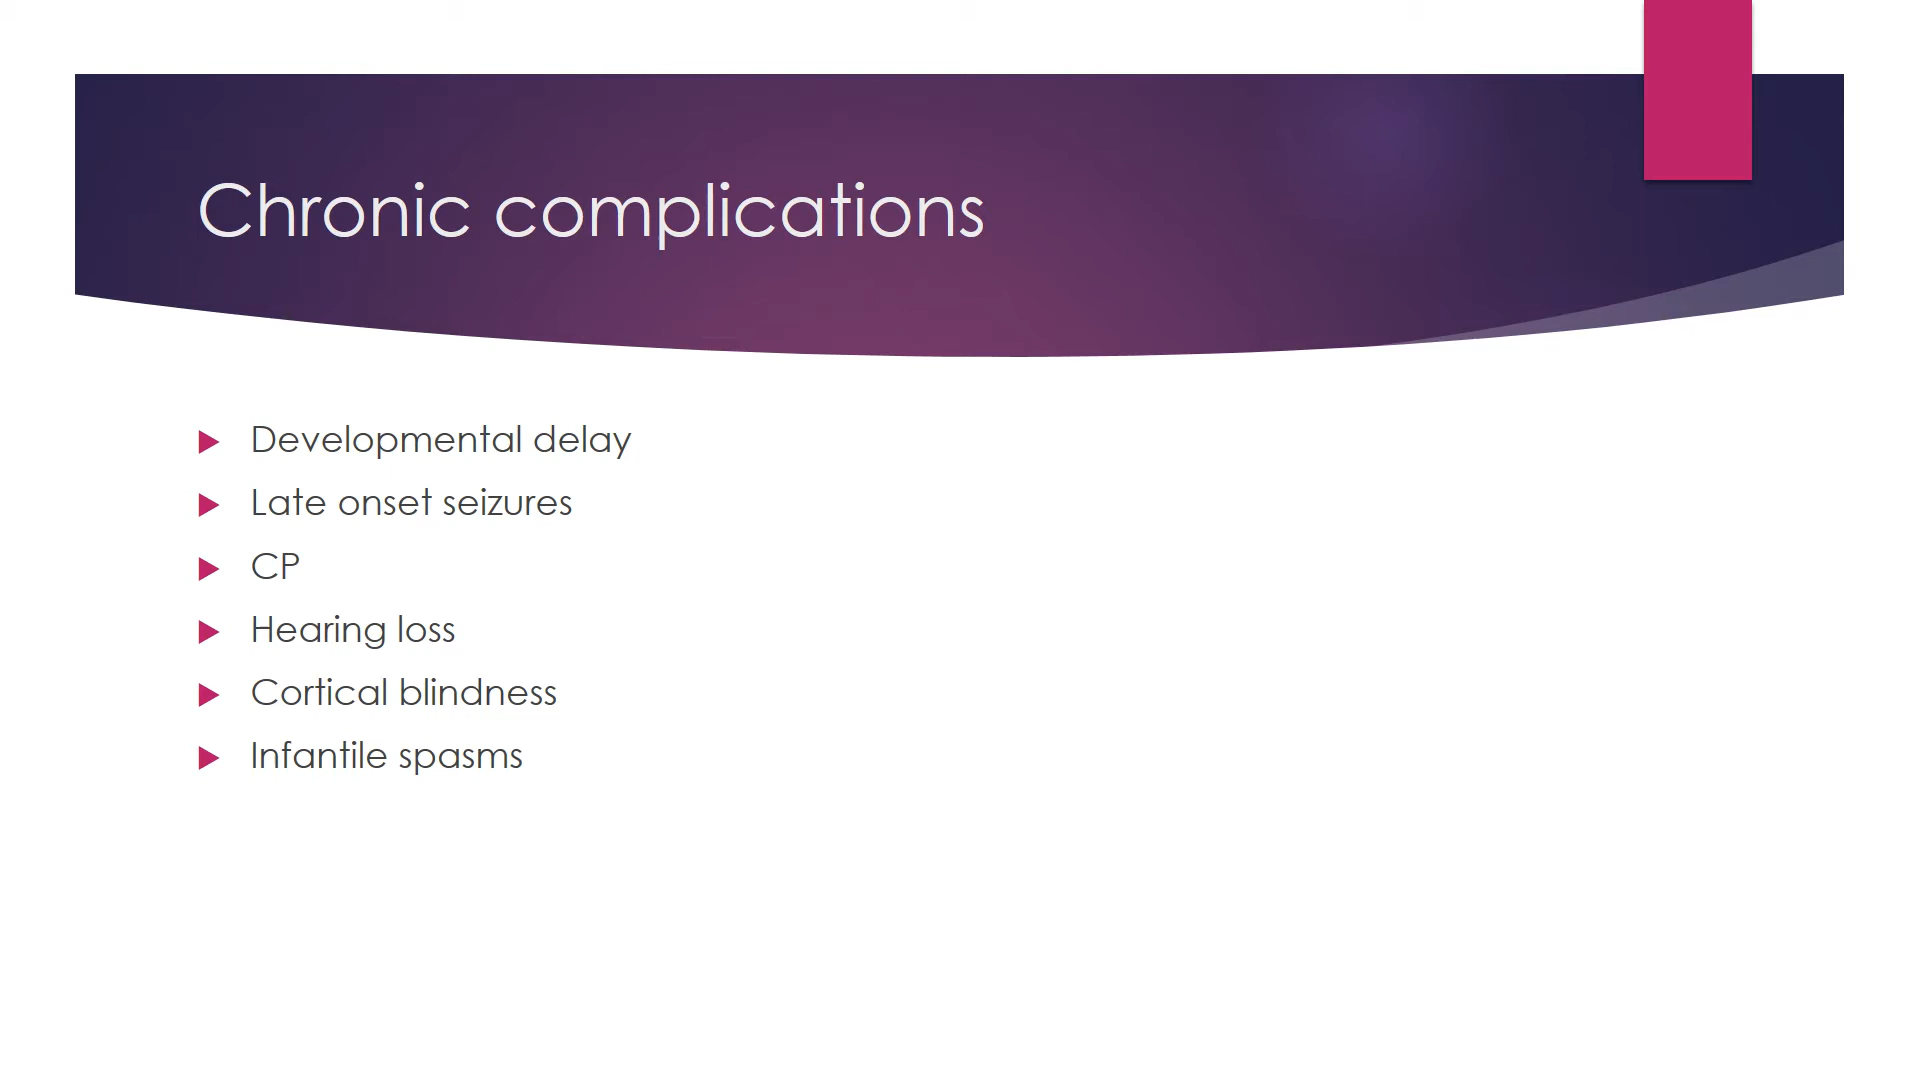 Chronic complications
Developmental delay
Late onset seizures
CP
Hearing loss
Cortical blindness
Infantile spasms